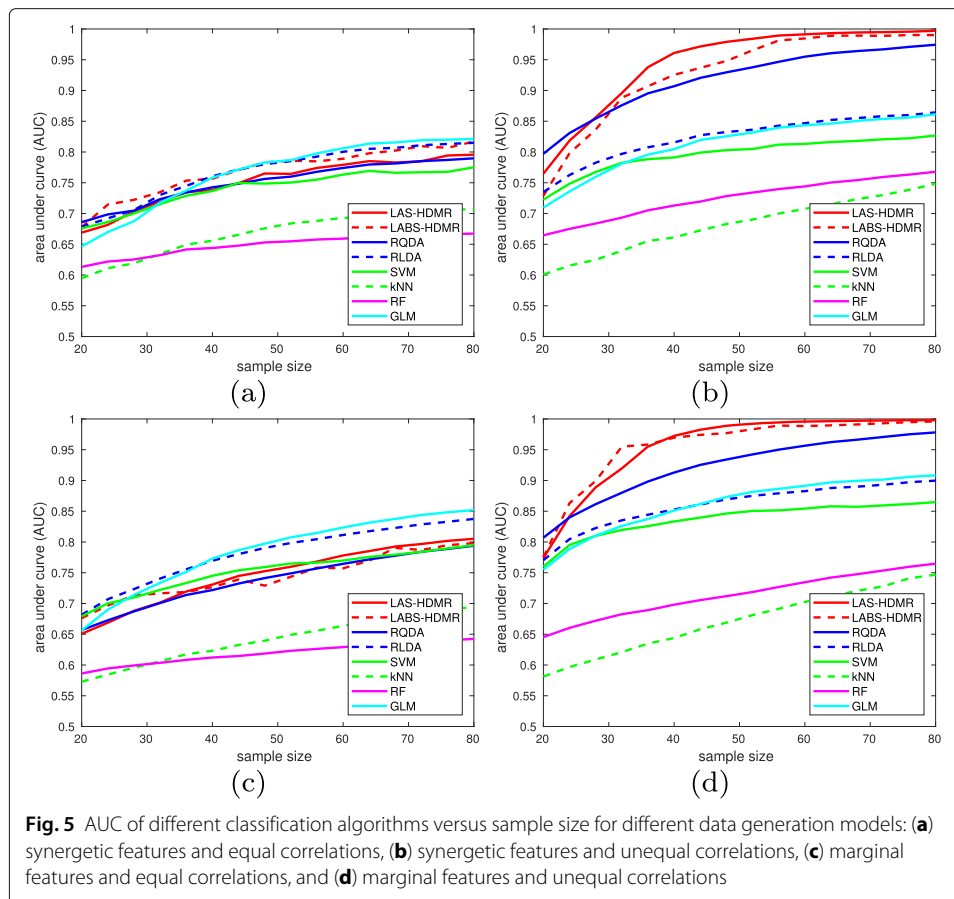 1
0.95
0.9
0.85
0.8
0.75
0.7
0.65
0.6
0.55
0.5
area under curve (AUC)
20 30 40 50 60 70 80
sample size
LAS-HDMR
LABS-HDMR
RQDA
RLDA
SVM
kNN
RF
GLM
(a)
1
0.95
0.9
0.85
0.8
0.75
0.7
0.65
0.6
0.55
0.5
area under curve (AUC)
20 30 40 50 60 70 80
sample size
LAS-HDMR
LABS-HDMR
RQDA
RLDA
SVM
kNN
RF
GLM
(b)
1
0.95
0.9
0.85
0.8
0.75
0.7
0.65
0.6
0.55
0.5
area under curve (AUC)
20 30 40 50 60 70 80
sample size
LAS-HDMR
LABS-HDMR
RQDA
RLDA
SVM
kNN
RF
GLM
(c)
1
0.95
0.9
0.85
0.8
0.75
0.7
0.65
0.6
0.55
0.5
area under curve (AUC)
20 30 40 50 60 70 80
sample size
LAS-HDMR
LABS-HDMR
RQDA
RLDA
SVM
kNN
RF
GLM
(d)
Fig. 5 AUC of different classification algorithms versus sample size for different data generation models: (a)
synergetic features and equal correlations, (b) synergetic features and unequal correlations, (c) marginal
features and equal correlations, and (d) marginal features and unequal correlations